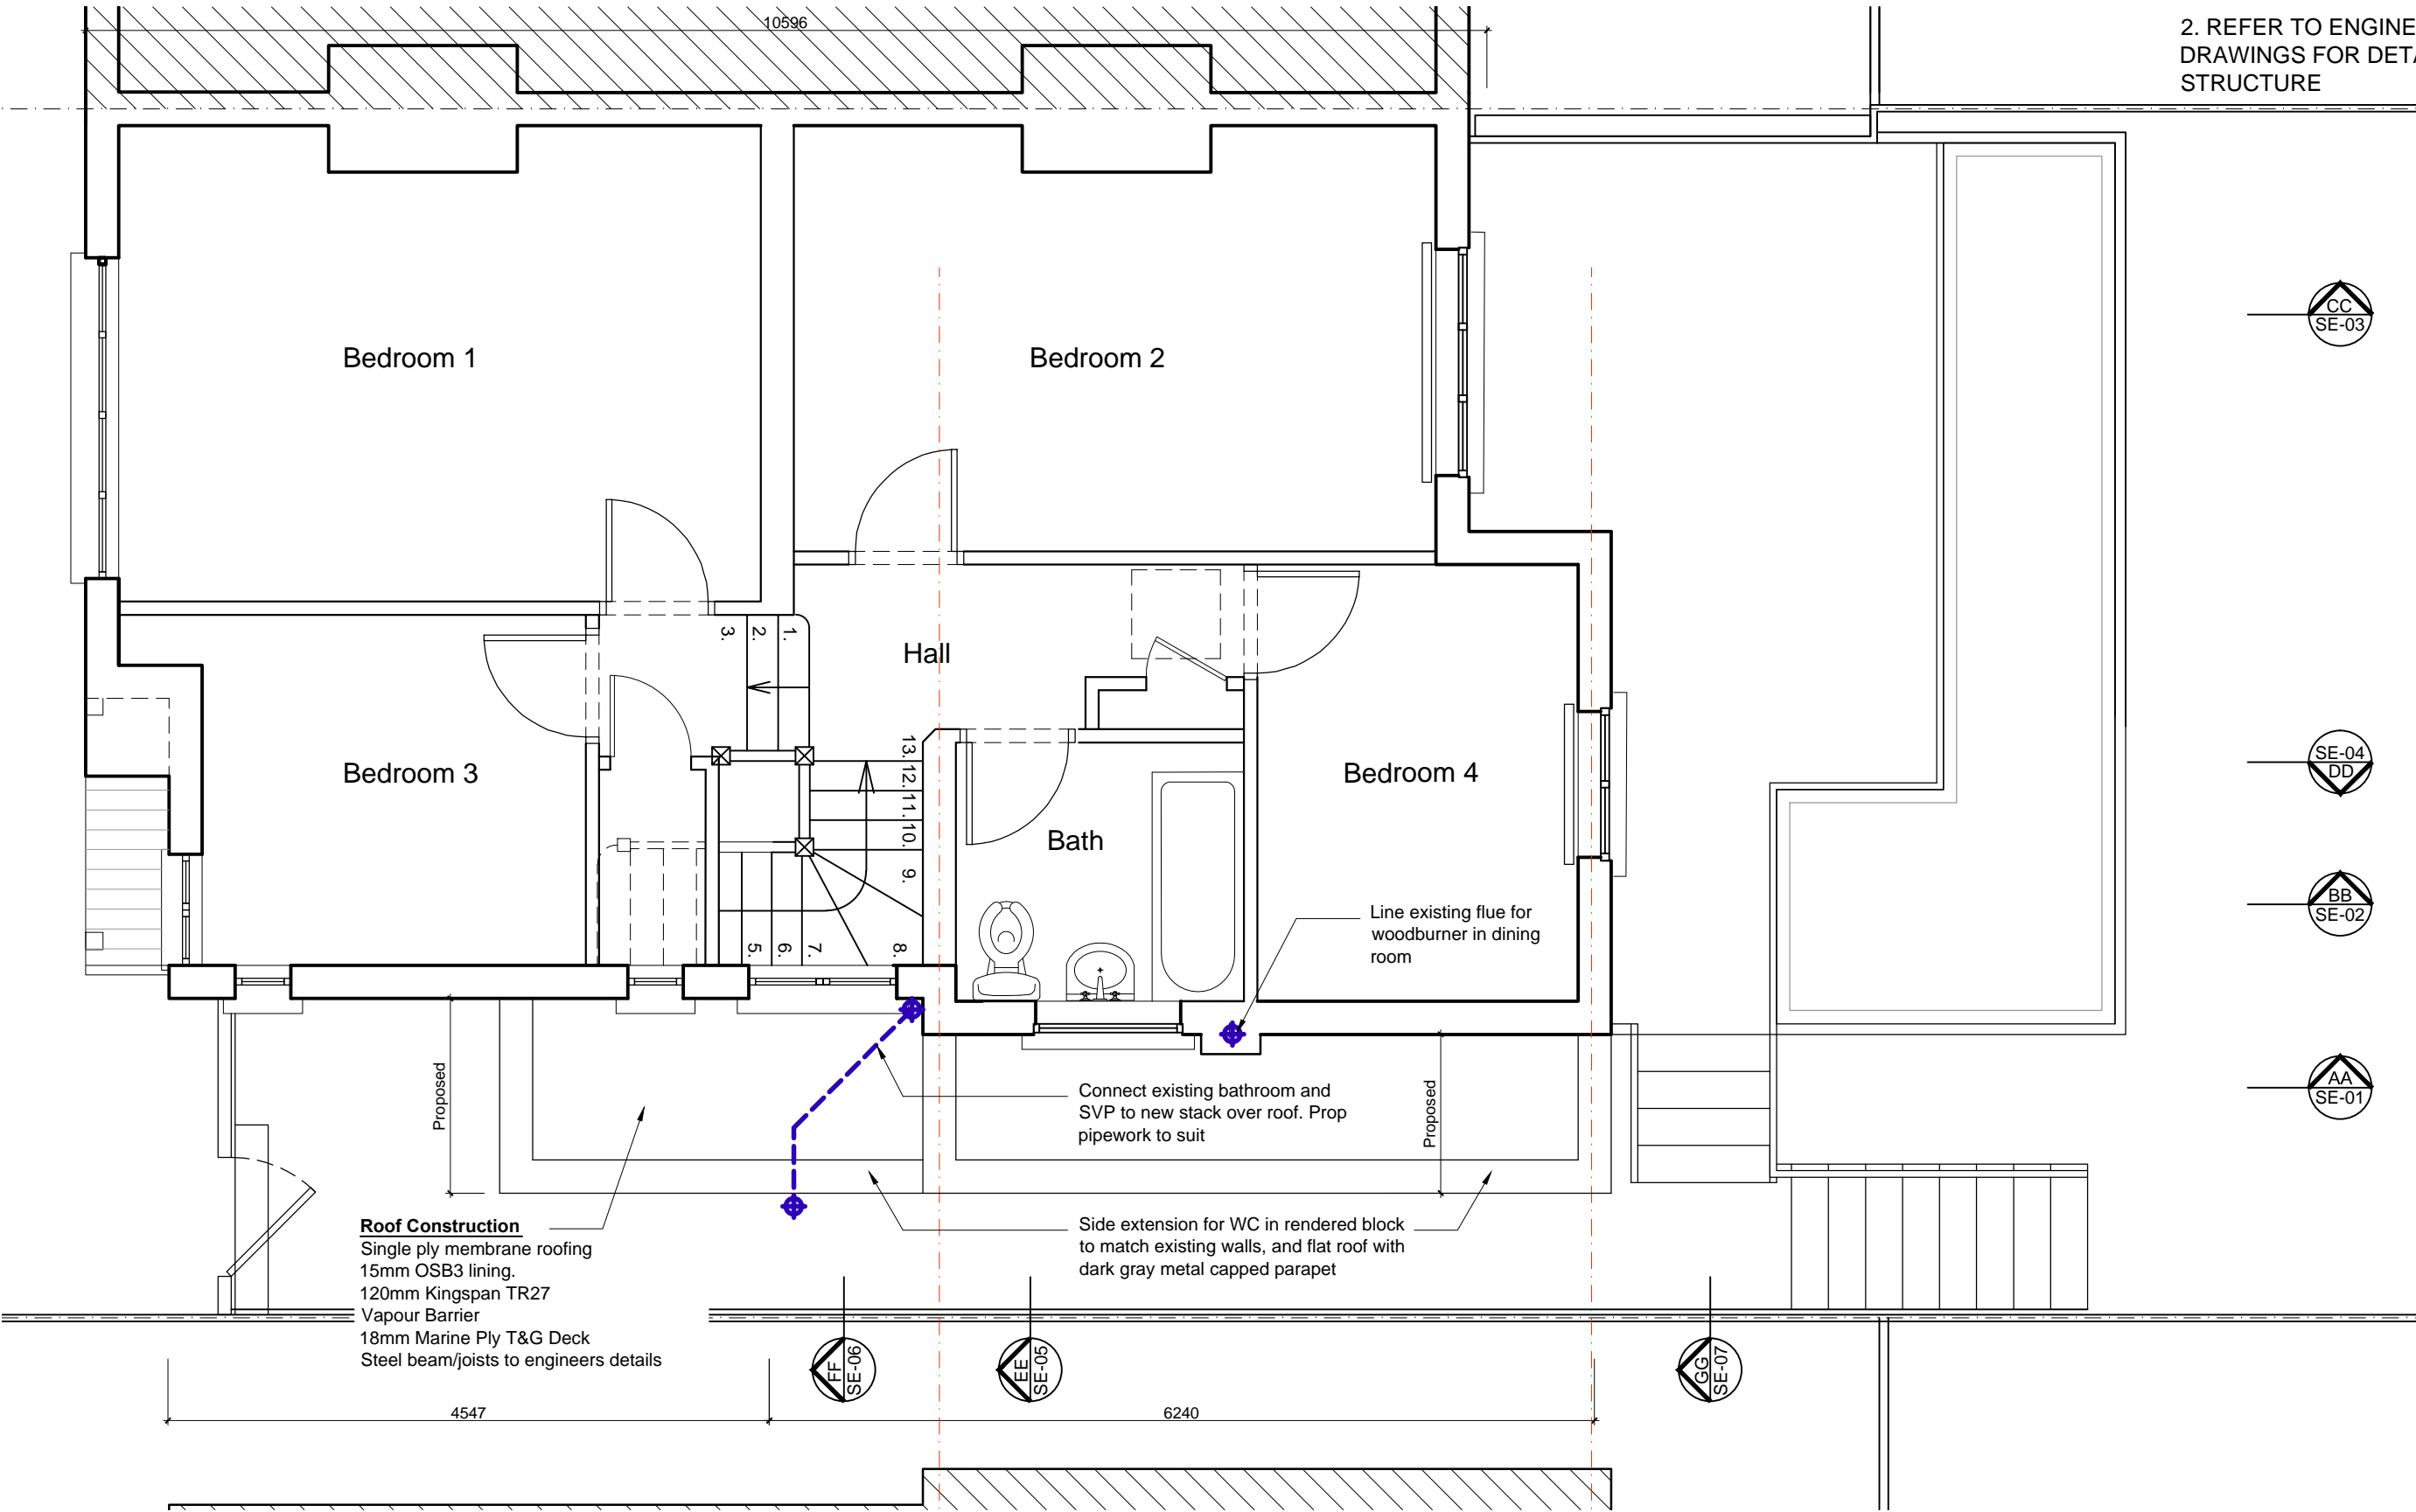 10596
2. REFER TO ENGINE
DRAWINGS FOR DETA
STRUCTURE
CC
SE-03
Bedroom 1
Bedroom 2
3.
2.
1.
Hall
13.
12.
11.
10.
9.
8.
7.
6.
5.
Bedroom 3
Bedroom 4
Bath
SE-04
DD
BB
SE-02
Line existing flue for
woodburner in dining
room
AA
SE-01
Proposed
Connect existing bathroom and
SVP to new stack over roof. Prop
pipework to suit
Proposed
Roof Construction
Single ply membrane roofing
15mm OSB3 lining.
120mm Kingspan TR27
Vapour Barrier
18mm Marine Ply T&G Deck
Steel beam/joists to engineers details
Side extension for WC in rendered block
to match existing walls, and flat roof with
dark gray metal capped parapet
FF
SE-06
EE
SE-05
GG
SE-07
4547
6240